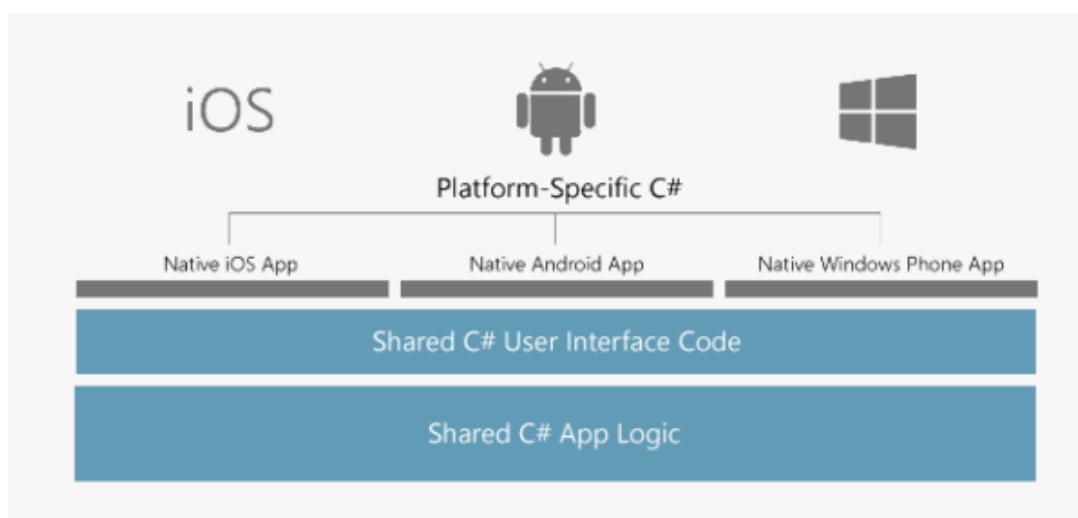 iOS
Platform-Specific C#
Native iOS App
Native Android App
Native Windows Phone App
Shared C# User Interface Code
Shared C# App Logic